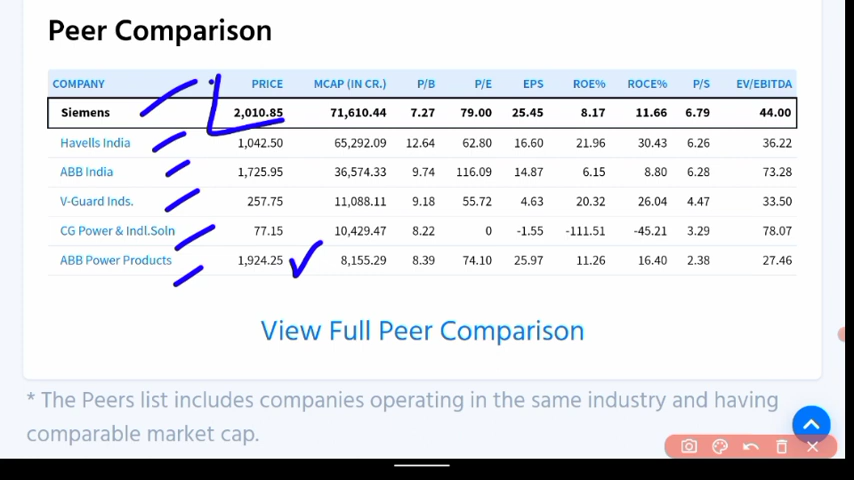 Peer Comparison
COMPANY PRICE MCAP (IN CR.) P/B P/E EPS ROE% ROCE% P/S EV/EBITDA
Siemens 2,010.85 71,610.44 7.27 79.00 25.45 8.17 11.66 6.79 44.00
Havells India 1,042.50 65,292.09 12.64 62.80 16.60 21.96 30.43 6.26 36.22
ABB India 1,725.95 36,574.33 9.74 116.09 14.87 6.15 8.80 6.28 73.28
V-Guard Inds. 257.75 11,088.11 9.18 55.72 4.63 20.32 26.04 4.47 33.50
CG Power & Indl.Soln 77.15 10,429.47 8.22 0 -1.55 -111.51 -45.21 3.29 78.07
ABB Power Products 1,924.25 8,155.29 8.39 74.10 25.97 11.26 16.40 2.38 27.46
View Full Peer Comparison
* The Peers list includes companies operating in the same industry and having
comparable market cap.